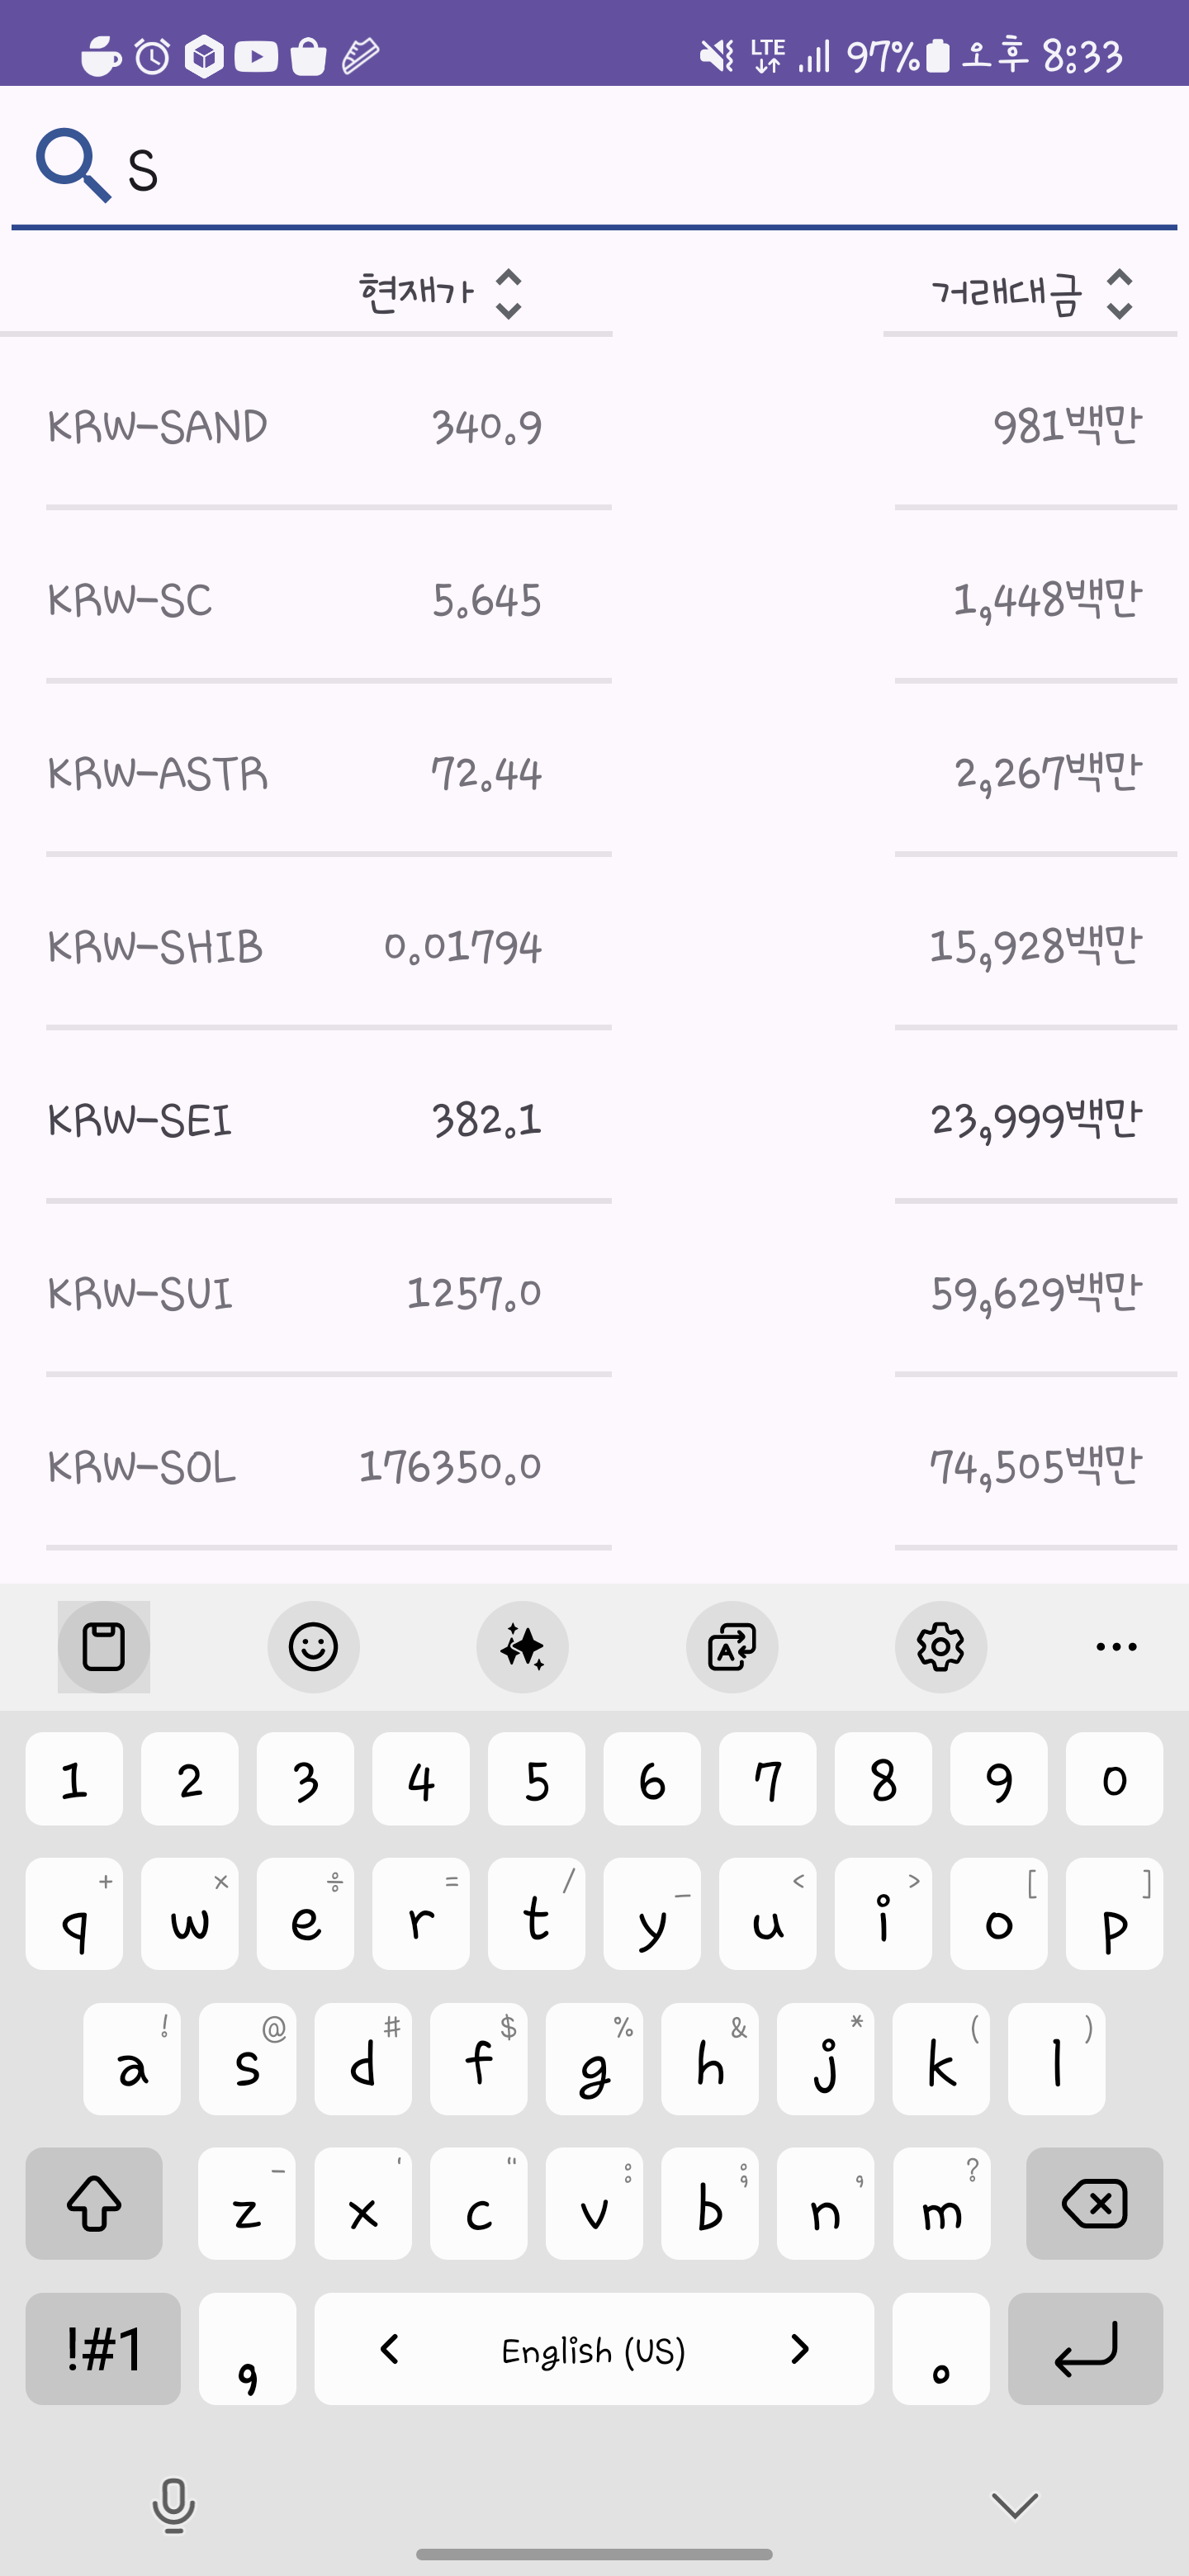 LTE 97% 오후 8:33
S
현재가 거래대금
KRW-SAND 340.9 981백만
KRW-SC 5.645 1,448백만
KRW-ASTR 72.44 2,267백만
KRW-SHIB 0.01794 15,928백만
KRW-SEI 382.1 23,999백만
KRW-SUI 1257.0 59,629백만
KRW-SOL 176350.0 74,505백만
1 2 3 4 5 6 7 8 9 0
+ × ÷ = / _ < > [ ]
q w e r t y u i o p
! @ # $ % & * ( )
a s d f g h j k l
- ' " : ; , ?
z x c v b n m
!#1 , English (US) .